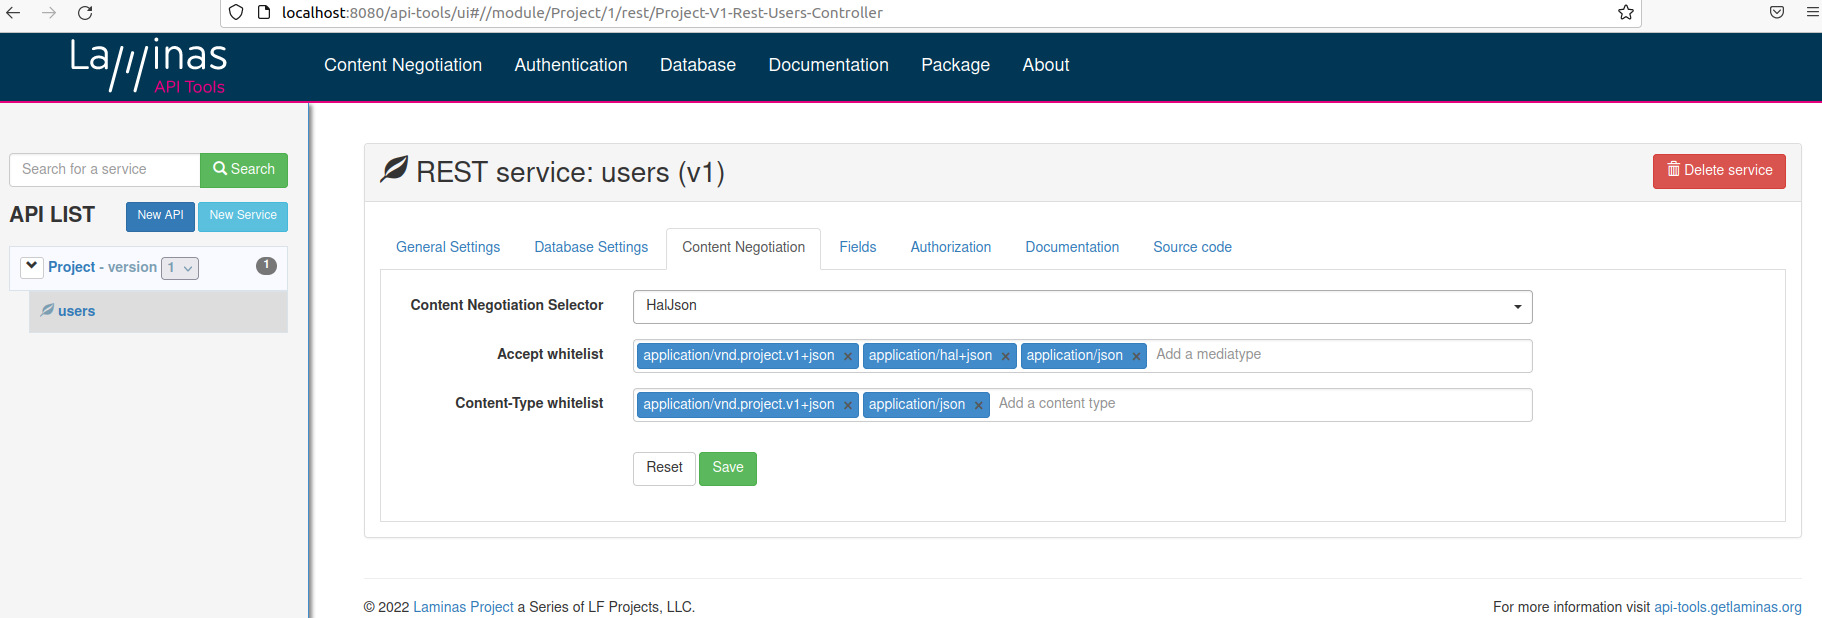 localhost:8080/api-tools/ui#//module/Project/1/rest/Project-V1-Rest-Users-Controller
Laminas
API Tools
Content Negotiation Authentication Database Documentation Package About
Search for a service Search
API LIST New API New Service
Project - version 1 1
users
REST service: users (v1) Delete service
General Settings Database Settings Content Negotiation Fields Authorization Documentation Source code
Content Negotiation Selector HalJson
Accept whitelist application/vnd.project.v1+json × application/hal+json × application/json × Add a mediatype
Content-Type whitelist application/vnd.project.v1+json × application/json × Add a content type
Reset Save
© 2022 Laminas Project a Series of LF Projects, LLC. For more information visit api-tools.getlaminas.org